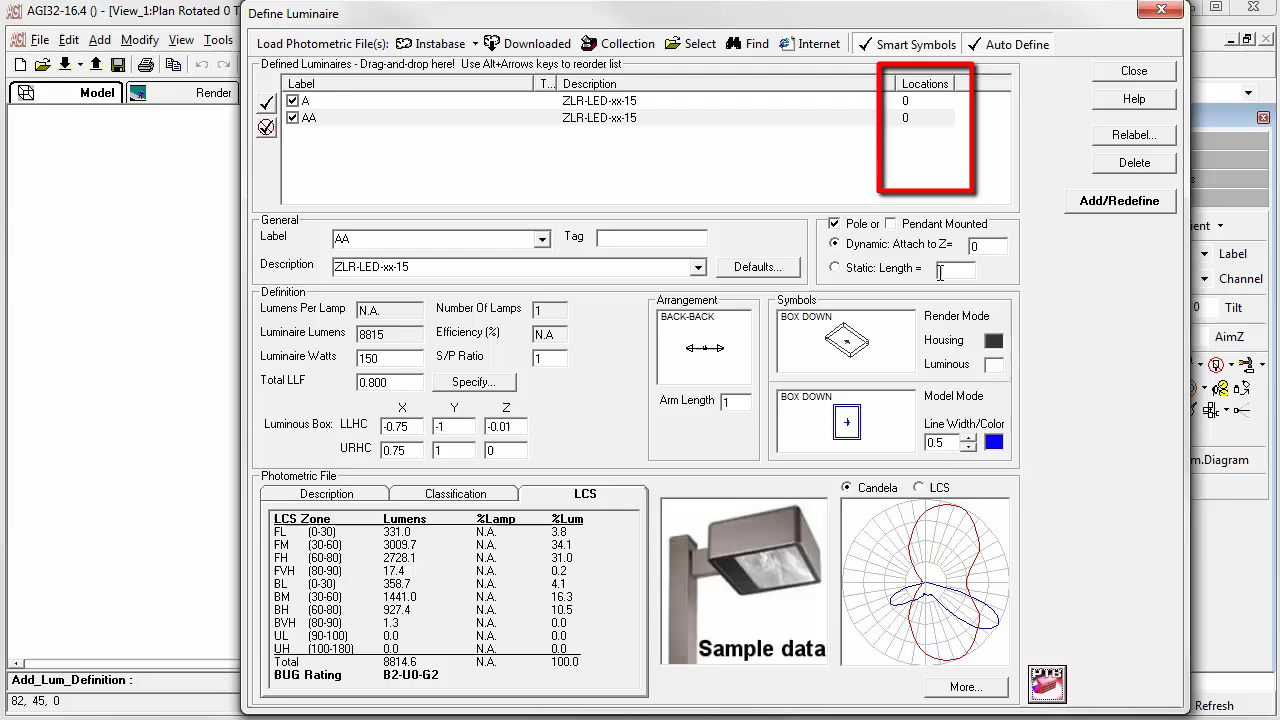 AGI32-16.4 () - [View_1:Plan Rotated 0
Define Luminaire
File Edit Add Modify View Tools
Load Photometric File(s): Instabase Downloaded Collection Select Find Internet Smart Symbols Auto Define
Defined Luminaires - Drag-and-drop here! Use Alt+Arrows keys to reorder list
Label T... Description Locations
A ZLR-LED-xx-15 0
AA ZLR-LED-xx-15 0
Close
Help
Relabel...
Delete
Add/Redefine
Model Render
General
Label AA Tag
Description ZLR-LED-xx-15 Defaults...
Pole or Pendant Mounted
Dynamic: Attach to Z= 0
Static: Length =
Definition
Lumens Per Lamp N.A. Number Of Lamps 1
Luminaire Lumens 8815 Efficiency (%) N.A
Luminaire Watts 150 S/P Ratio 1
Total LLF 0.800 Specify...
X Y Z
Luminous Box: LLHC -0.75 -1 -0.01
URHC 0.75 1 0
Arrangement
BACK-BACK
Arm Length 1
Symbols
BOX DOWN
Render Mode
Housing
Luminous
BOX DOWN
Model Mode
Line Width/Color
0.5
Photometric File
Description Classification LCS
LCS Zone Lumens %Lamp %Lum
FL (0-30) 331.0 N.A. 3.8
FM (30-60) 3009.7 N.A. 34.1
FH (60-80) 2728.1 N.A. 31.0
FVH (80-90) 17.4 N.A. 0.2
BL (0-30) 358.7 N.A. 4.1
BM (30-60) 1441.0 N.A. 16.3
BH (60-80) 927.4 N.A. 10.5
BVH (80-90) 1.3 N.A. 0.0
UL (90-100) 0.0 N.A. 0.0
UH (100-180) 0.0 N.A. 0.0
Total 8814.6 N.A. 100.0
BUG Rating B2-U0-G2
Sample data
Candela LCS
More...
Label
Channel
0 Tilt
AimZ
m.Diagram
Refresh
Add_Lum_Definition :
82, 45, 0